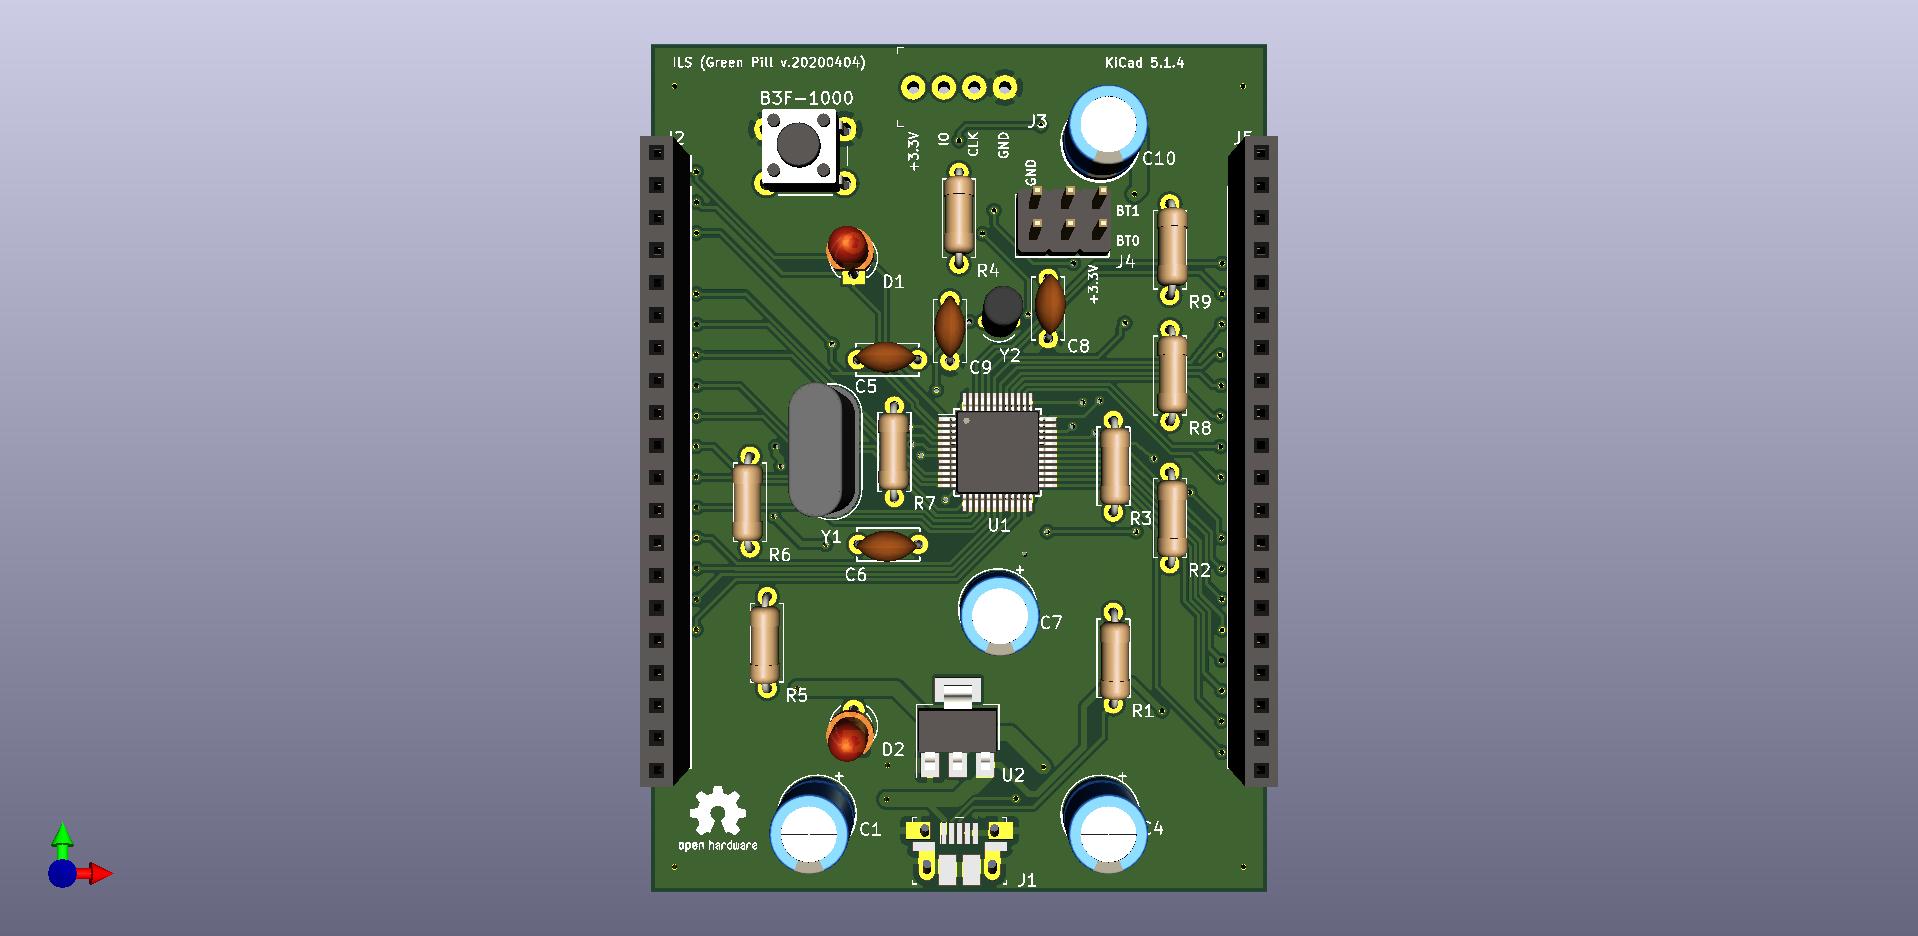 ILS (Green Pill v.20200404)
KiCad 5.1.4
B3F-1000
J3
J2
J5
+3.3V
IO
CLK
GND
C10
GND
BT1
BT0
J4
R4
D1
+3.3V
R9
C8
Y2
C9
C5
R8
R7
U1
R3
Y1
R6
C6
R2
+
C7
R5
R1
D2
U2
+
+
C1
C4
open hardware
J1